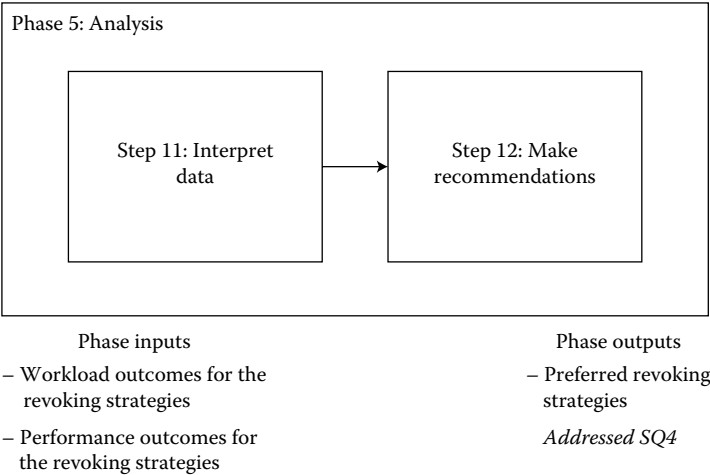 Phase 5: Analysis
Step 11: Interpret
data
Step 12: Make
recommendations
Phase inputs
– Workload outcomes for the
revoking strategies
– Performance outcomes for
the revoking strategies
Phase outputs
– Preferred revoking
strategies
Addressed SQ4